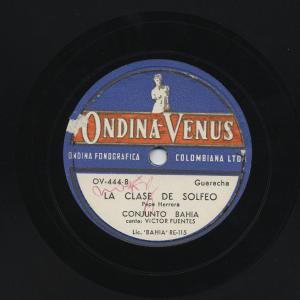 ONDINA-VENUS
ONDINA FONOGRAFICA COLOMBIANA LTD
OV-444-B Guaracha
LA CLASE DE SOLFEO
Pepe Herrera
CONJUNTO BAHIA
canta: VICTOR FUENTES
Lic. 'BAHIA' RE-115